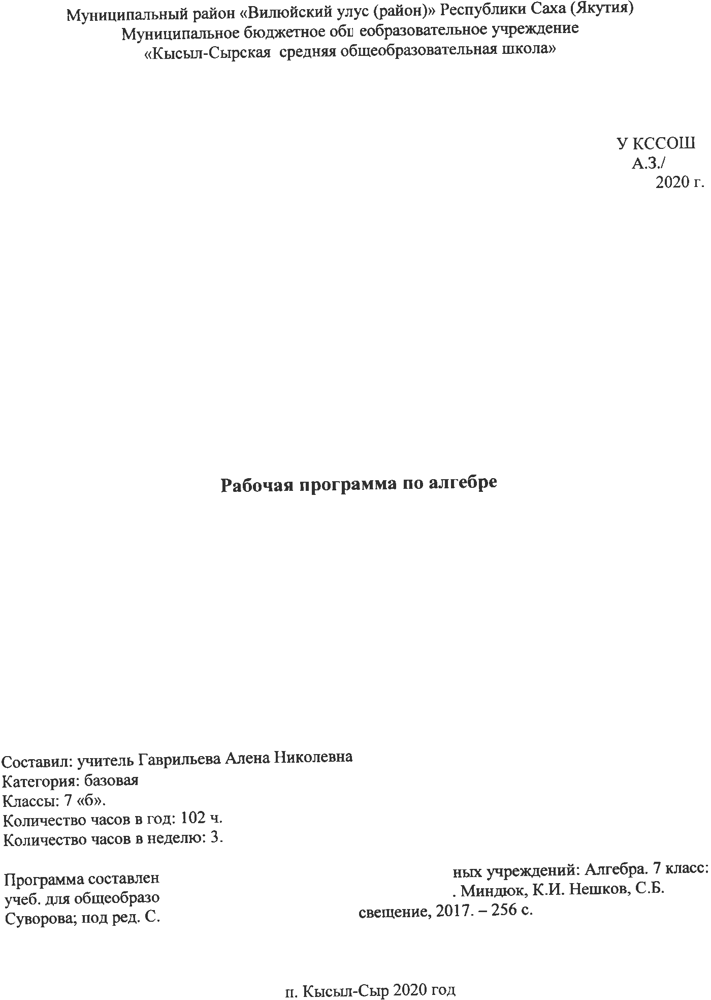 Муниципальный район «Вилюйский улус (район)» Республики Саха (Якутия)
Муниципальное бюджетное общеобразовательное учреждение
«Кысыл-Сырская средняя общеобразовательная школа»
У КССОШ
А.З./
2020 г.
Рабочая программа по алгебре
Составил: учитель Гаврильева Алена Николевна
Категория: базовая
Классы: 7 «б».
Количество часов в год: 102 ч.
Количество часов в неделю: 3.
Программа составлен ных учреждений: Алгебра. 7 класс:
учеб. для общеобразо . Миндюк, К.И. Нешков, С.Б.
Суворова; под ред. С. свещение, 2017. – 256 с.
п. Кысыл-Сыр 2020 год